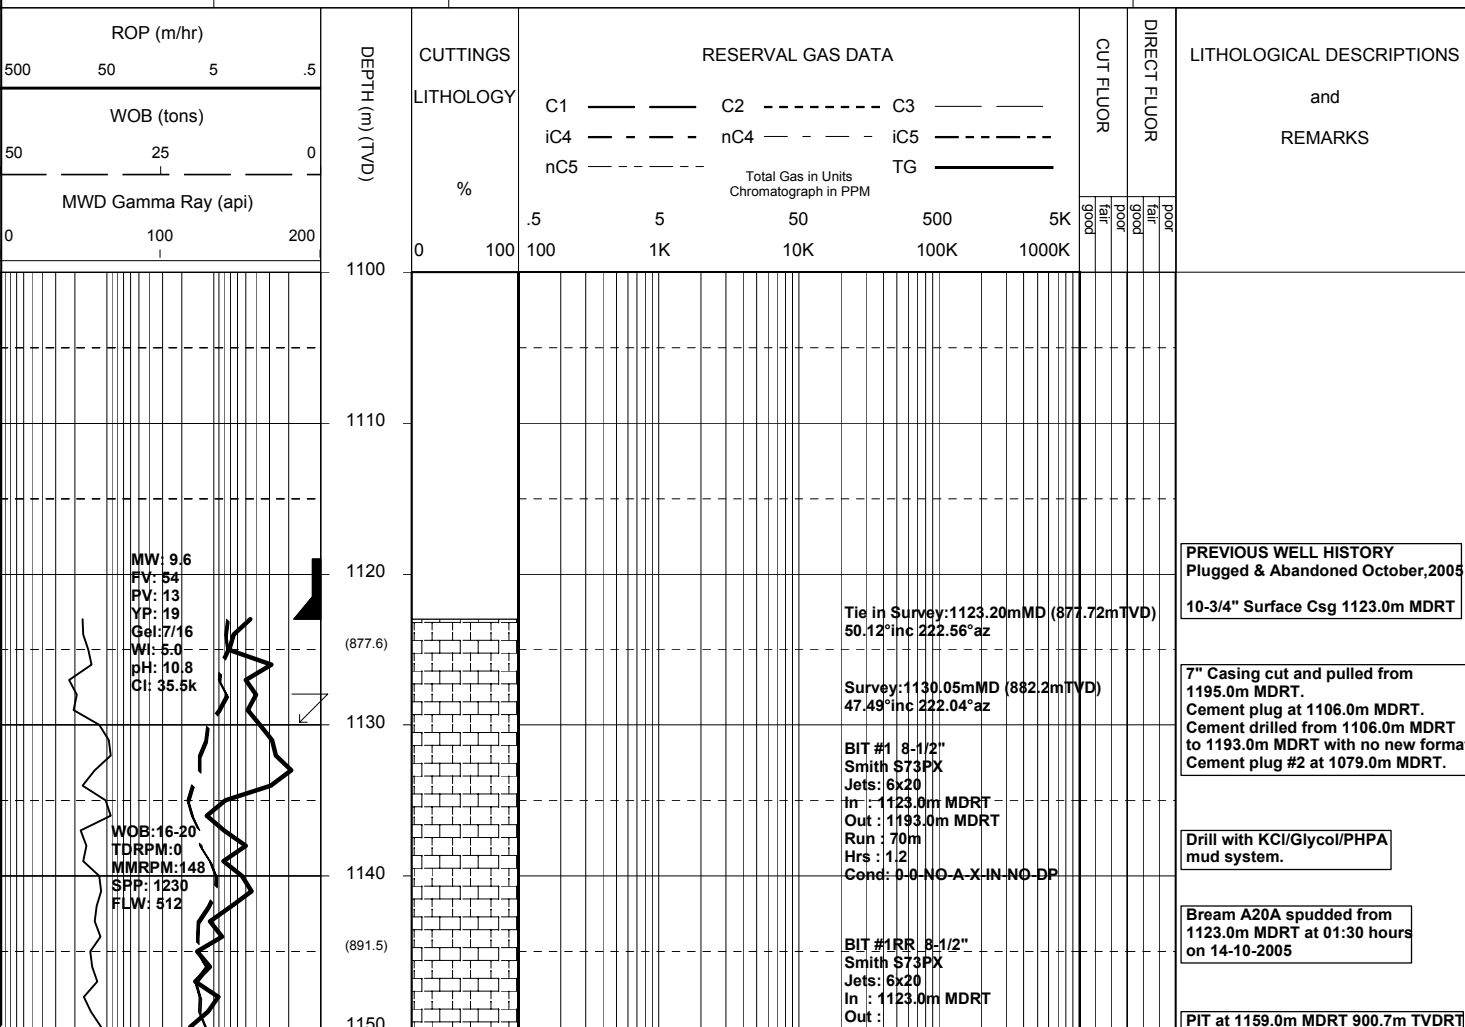 ROP (m/hr)
500 50 5 .5
WOB (tons)
50 25 0
MWD Gamma Ray (api)
0 100 200
DEPTH (m) (TVD)
CUTTINGS
LITHOLOGY
%
0 100
RESERVAL GAS DATA
C1 C2 C3
iC4 nC4 iC5
nC5 TG
Total Gas in Units
Chromatograph in PPM
.5 5 50 500 5K
100 1K 10K 100K 1000K
CUT FLUOR
DIRECT FLUOR
good fair poor good fair poor
LITHOLOGICAL DESCRIPTIONS
and
REMARKS
1100
1110
1120
(877.6)
1130
1140
(891.5)
1150
MW: 9.6
FV: 54
PV: 13
YP: 19
Gel:7/16
Wl: 5.0
pH: 10.8
Cl: 35.5k
WOB:16-20
TDRPM:0
MMRPM:148
SPP: 1230
FLW: 512
Tie in Survey:1123.20mMD (877.72mTVD)
50.12°inc 222.56°az
Survey:1130.05mMD (882.2mTVD)
47.49°inc 222.04°az
BIT #1 8-1/2"
Smith S73PX
Jets: 6x20
In : 1123.0m MDRT
Out : 1193.0m MDRT
Run : 70m
Hrs : 1.2
Cond: 0-0-NO-A-X-IN-NO-DP
BIT #1RR 8-1/2"
Smith S73PX
Jets: 6x20
In : 1123.0m MDRT
Out :
PREVIOUS WELL HISTORY
Plugged & Abandoned October,2005
10-3/4" Surface Csg 1123.0m MDRT
7" Casing cut and pulled from
1195.0m MDRT.
Cement plug at 1106.0m MDRT.
Cement drilled from 1106.0m MDRT
to 1193.0m MDRT with no new forma
Cement plug #2 at 1079.0m MDRT.
Drill with KCl/Glycol/PHPA
mud system.
Bream A20A spudded from
1123.0m MDRT at 01:30 hours
on 14-10-2005
PIT at 1159.0m MDRT 900.7m TVDRT